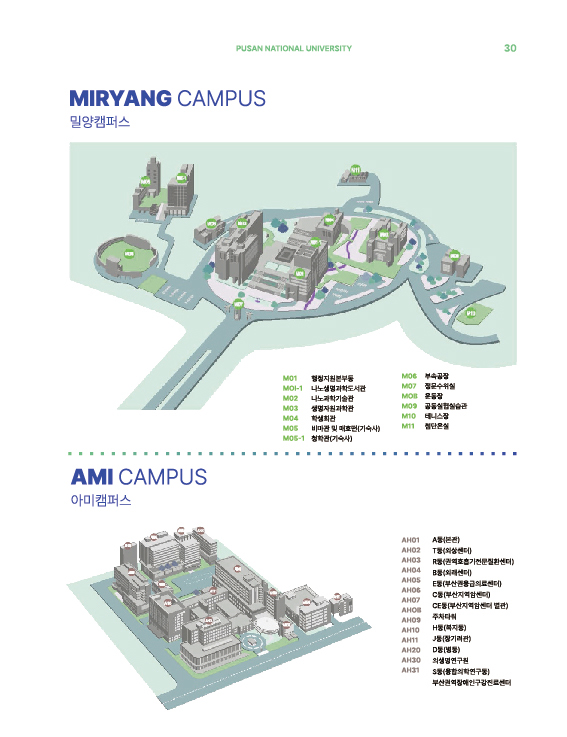 PUSAN NATIONAL UNIVERSITY
30
MIRYANG CAMPUS
밀양캠퍼스
M01 행정지원본부동
M01-1 나노생명과학도서관
M02 나노과학기술관
M03 생명자원과학관
M04 학생회관
M05 비마관 및 매화관(기숙사)
M05-1 청학관(기숙사)
M06 부속공장
M07 정문수위실
M08 운동장
M09 공동실험실습관
M10 테니스장
M11 첨단온실
AMI CAMPUS
아미캠퍼스
AH01 A동(본관)
AH02 T동(외상센터)
AH03 R동(권역호흡기전문질환센터)
AH04 B동(외래센터)
AH05 E동(부산권응급의료센터)
AH06 C동(부산지역암센터)
AH07 CE동(부산지역암센터 별관)
AH08 주차타워
AH09 H동(복지동)
AH10 J동(장기려관)
AH11 D동(병동)
AH20 의생명연구원
AH30 S동(융합의학연구동)
AH31 부산권역장애인구강진료센터